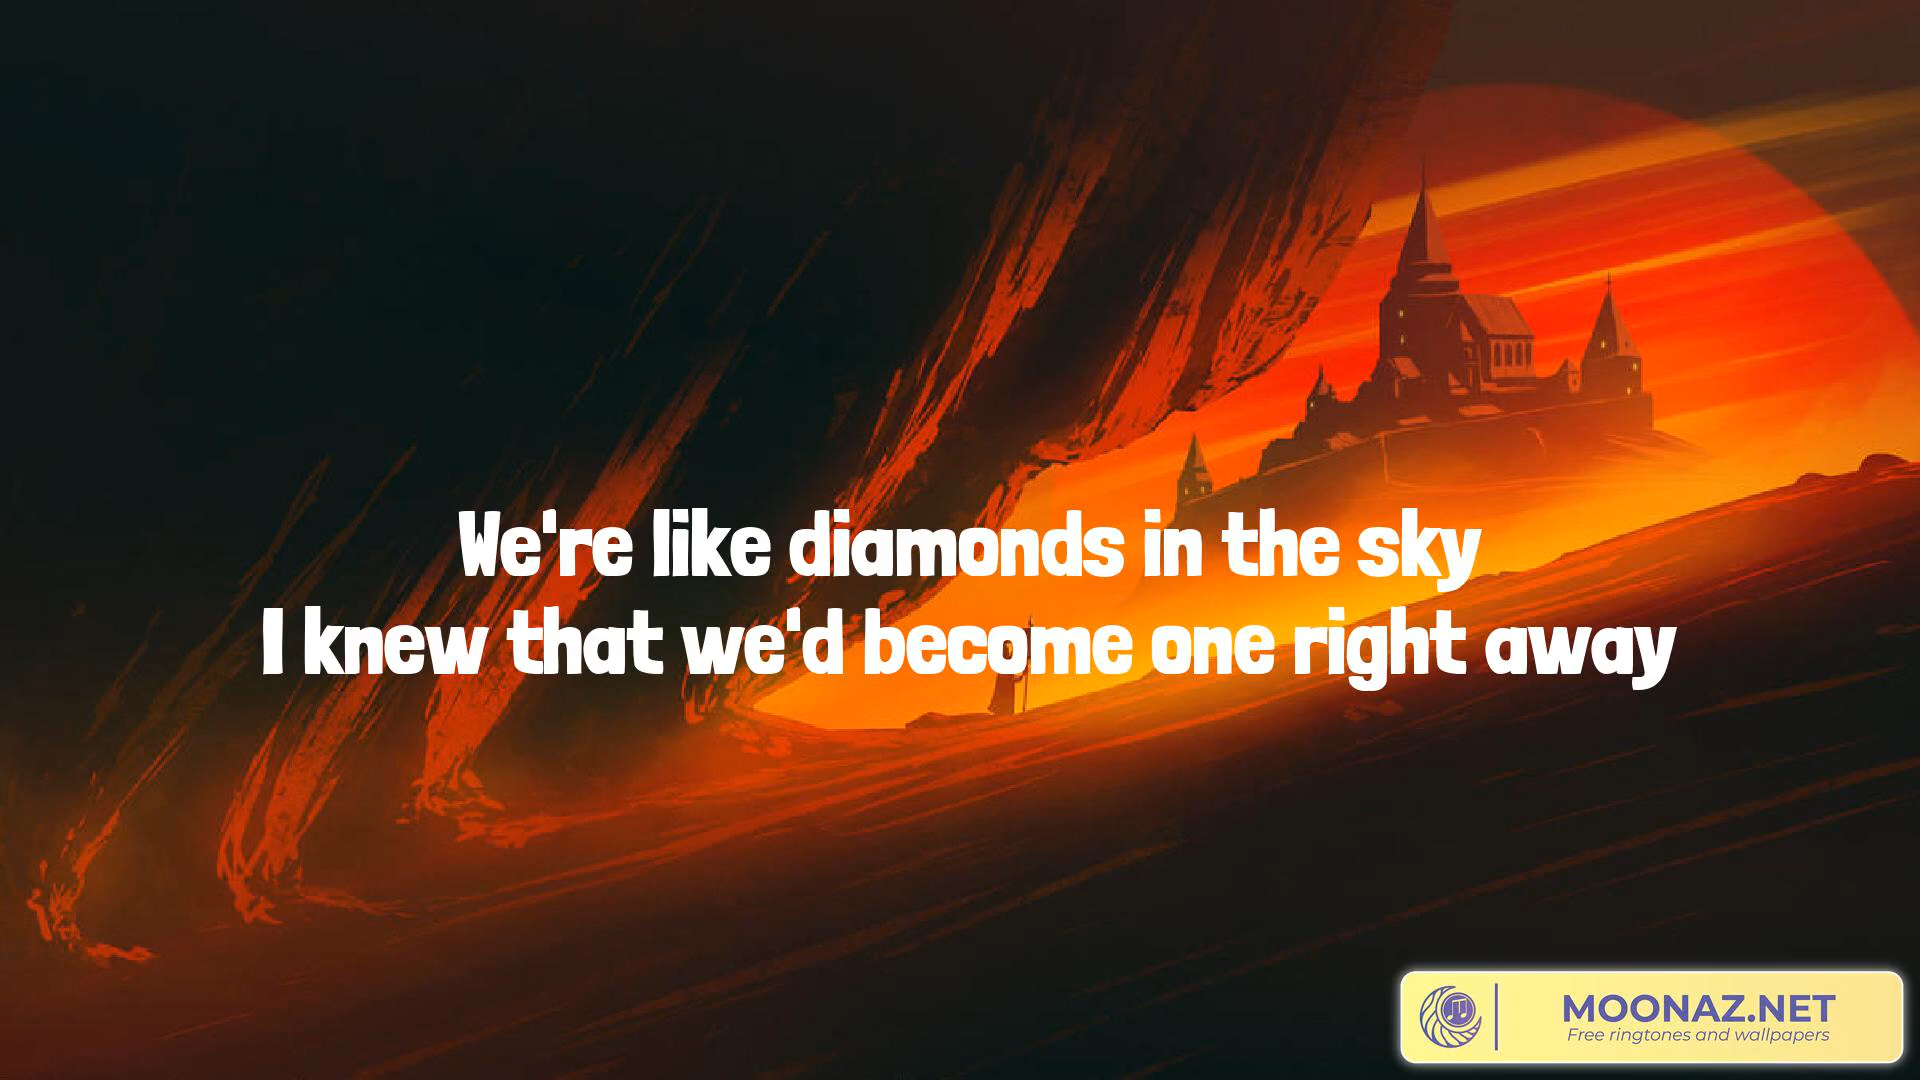 We're like diamonds in the sky
I knew that we'd become one right away
MOONAZ.NET
Free ringtones and wallpapers